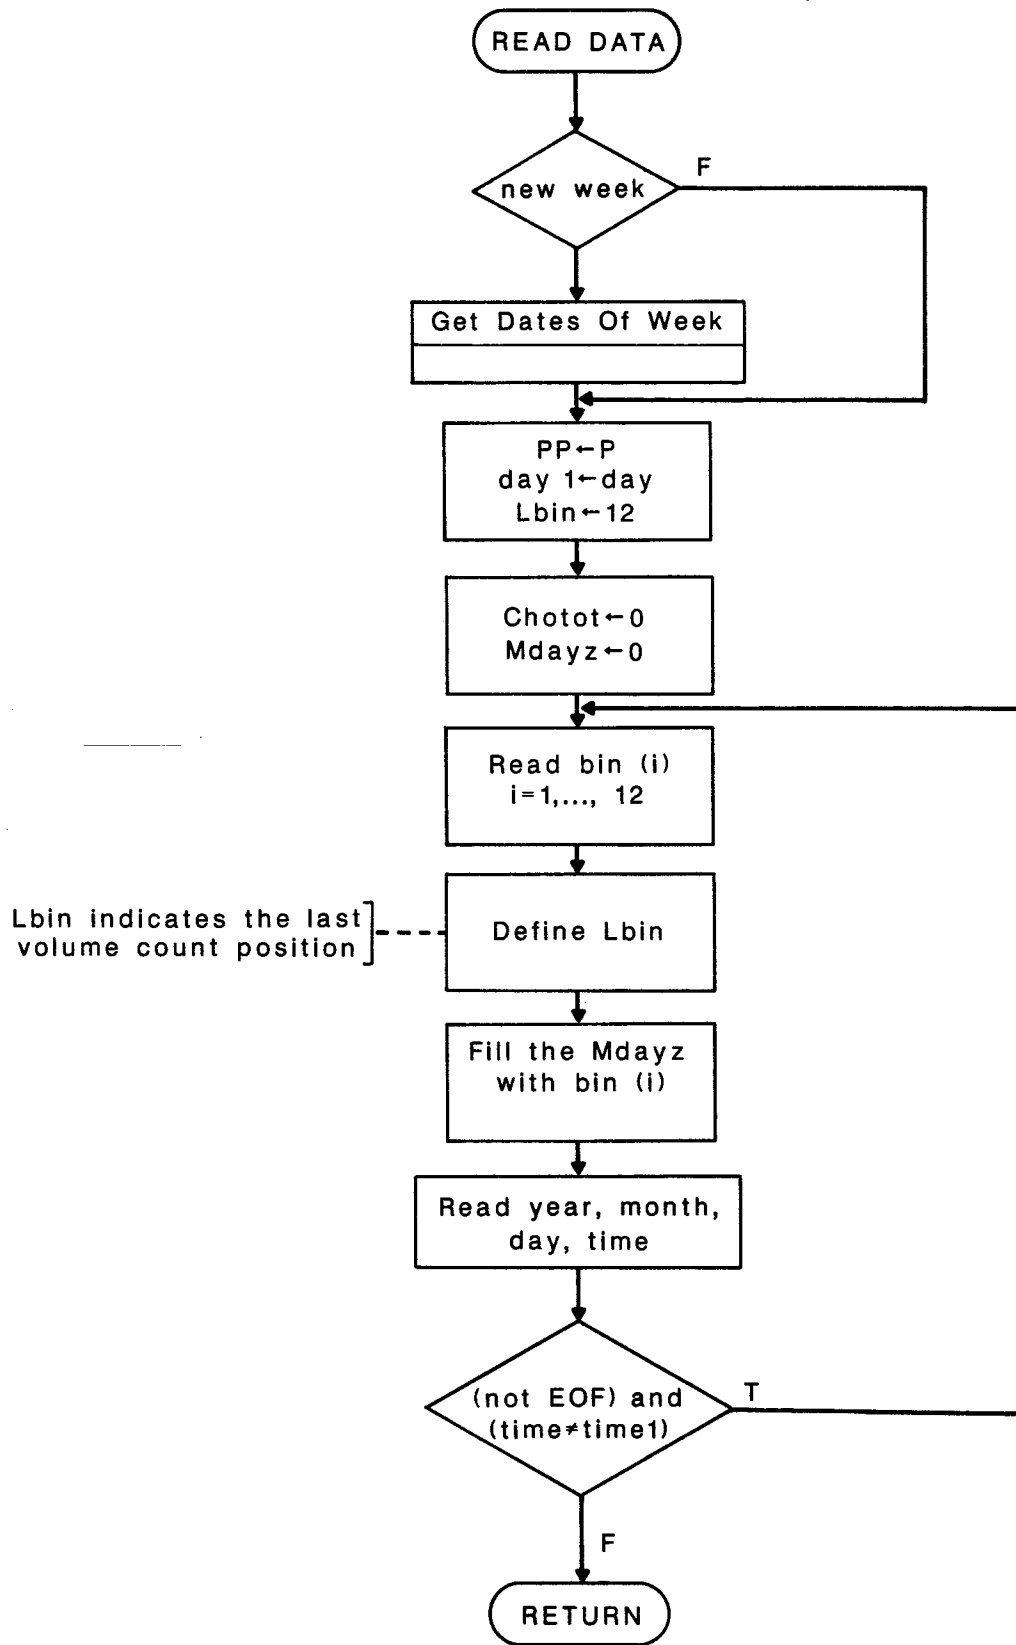 READ DATA
F
new week
Get Dates Of Week
PP←P
day 1←day
Lbin←12
Chotot←0
Mdayz←0
Read bin (i)
i=1,..., 12
Lbin indicates the last
volume count position
Define Lbin
Fill the Mdayz
with bin (i)
Read year, month,
day, time
(not EOF) and
(time≠time1)
T
F
RETURN